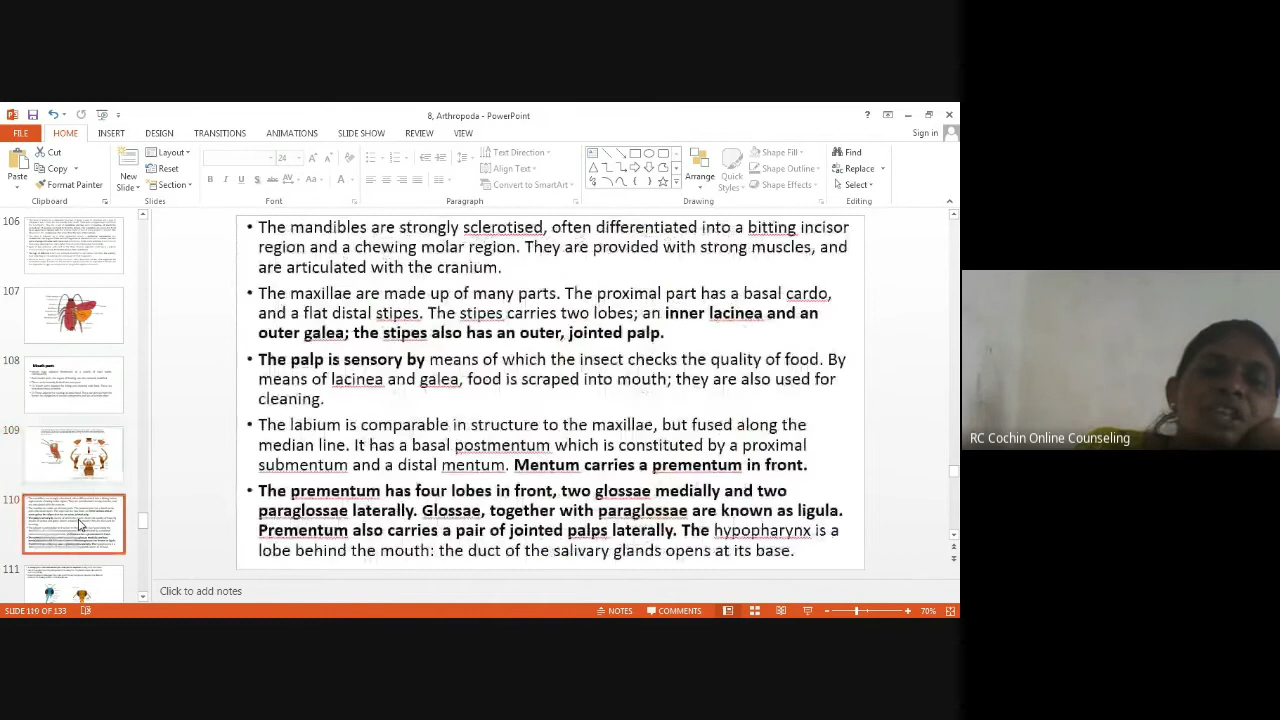 8, Arthropoda - PowerPoint
?
FILE HOME INSERT DESIGN TRANSITIONS ANIMATIONS SLIDE SHOW REVIEW VIEW Sign in
Cut
Copy
Format Painter
Paste
Clipboard
New
Slide
Layout
Reset
Section
Slides
24
B I U S abc AV Aa A
Font
Text Direction
Align Text
Convert to SmartArt
Paragraph
Arrange
Quick
Styles
Shape Fill
Shape Outline
Shape Effects
Drawing
Find
Replace
Select
Editing
106
107
108
Mouth parts
109
110
111
• The mandibles are strongly sclarotised, often differentiated into a bitting incisor
region and chewing molar region. They are provided with strong muscles, and
are articulated with the cranium.
• The maxillae are made up of many parts. The proximal part has a basal cardo,
and a flat distal stipes. The stipes carries two lobes; an inner lacinea and an
outer galea; the stipes also has outer, jointed palp.
• The palp is sensory by means of which the insect checks the quality of food. By
means of lacinea and galea, food is scraped into mouth; they are also used for
cleaning.
• The labium is comparable in structure to the maxillae, but fused along the
median line. It has a basal postmentum which is constituted by a proximal
submentum and a distal mentum. Mentum carries a prementum in front.
• The prementum has four lobes in front, two glossae medially and two
paraglossae laterally. Glossae together with paraglossae are known as ligula.
Prementum also carries a pair of jointed palps laterally. The hypopharynx is a
lobe behind the mouth: the duct of the salivary glands opens at its base.
Click to add notes
SLIDE 110 OF 133 NOTES COMMENTS 70%
RC Cochin Online Counseling